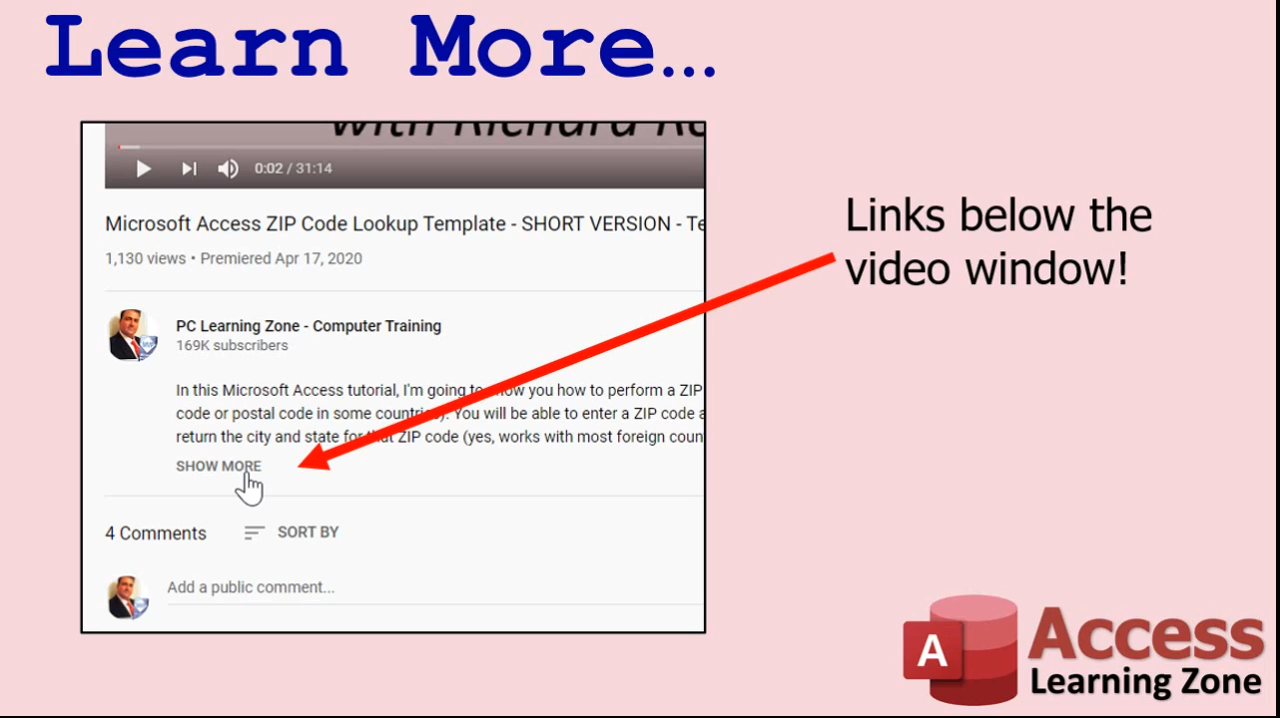 Learn More...
with Richard
0:02 / 31:14
Microsoft Access ZIP Code Lookup Template - SHORT VERSION - Te
1,130 views • Premiered Apr 17, 2020
Links below the
video window!
PC Learning Zone - Computer Training
169K subscribers
In this Microsoft Access tutorial, I'm going to show you how to perform a ZIP
code or postal code in some countries). You will be able to enter a ZIP code a
return the city and state for that ZIP code (yes, works with most foreign coun
SHOW MORE
4 Comments
SORT BY
Add a public comment...
A
Access
Learning Zone